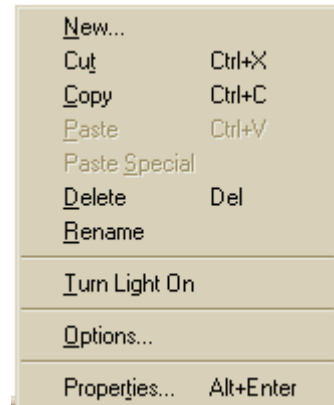 New...
Cut Ctrl+X
Copy Ctrl+C
Paste Ctrl+V
Paste Special
Delete Del
Rename
Turn Light On
Options...
Properties... Alt+Enter